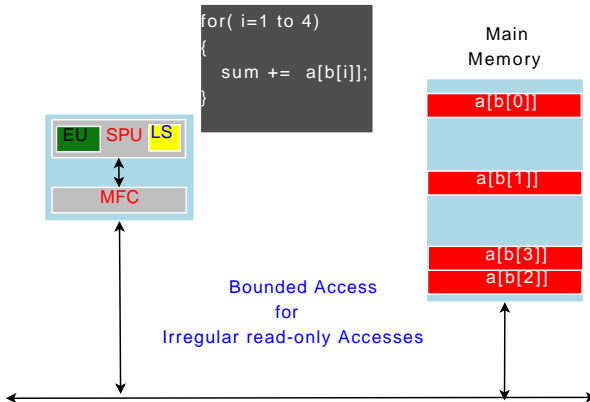 for( i=1 to 4)
{
sum += a[b[i]];
}
Main
Memory
a[b[0]]
EU SPU LS
a[b[1]]
MFC
a[b[3]]
a[b[2]]
Bounded Access
for
Irregular read-only Accesses